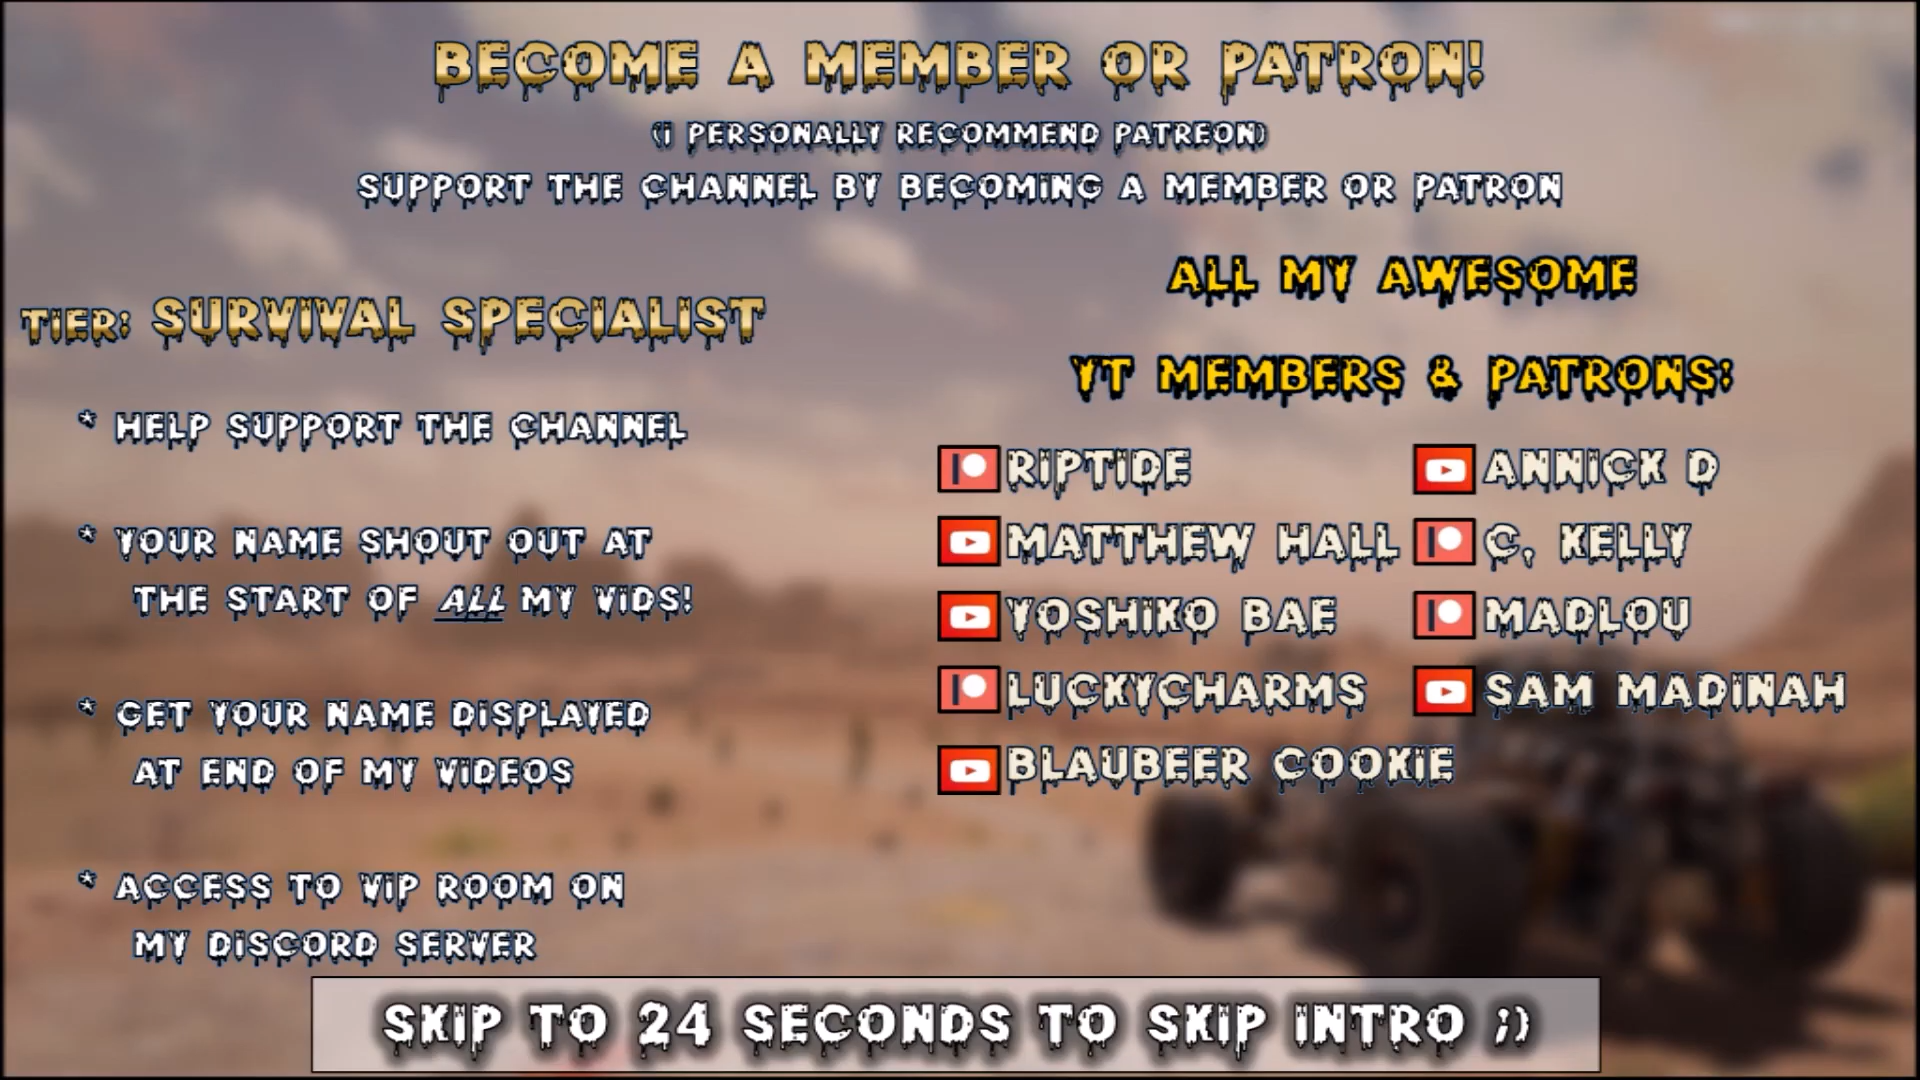 BECOME A MEMBER OR PATRON!
(I PERSONALLY RECOMMEND PATREON)
SUPPORT THE CHANNEL BY BECOMING A MEMBER OR PATRON
TIER: SURVIVAL SPECIALIST
* HELP SUPPORT THE CHANNEL
* YOUR NAME SHOUT OUT AT
THE START OF ALL MY VIDS!
* GET YOUR NAME DISPLAYED
AT END OF MY VIDEOS
* ACCESS TO VIP ROOM ON
MY DISCORD SERVER
ALL MY AWESOME
YT MEMBERS & PATRONS:
RIPTIDE
MATTHEW HALL
YOSHIKO BAE
LUCKYCHARMS
BLAUBEER COOKIE
ANNICK D
C, KELLY
MADLOU
SAM MADINAH
SKIP TO 24 SECONDS TO SKIP INTRO ;)